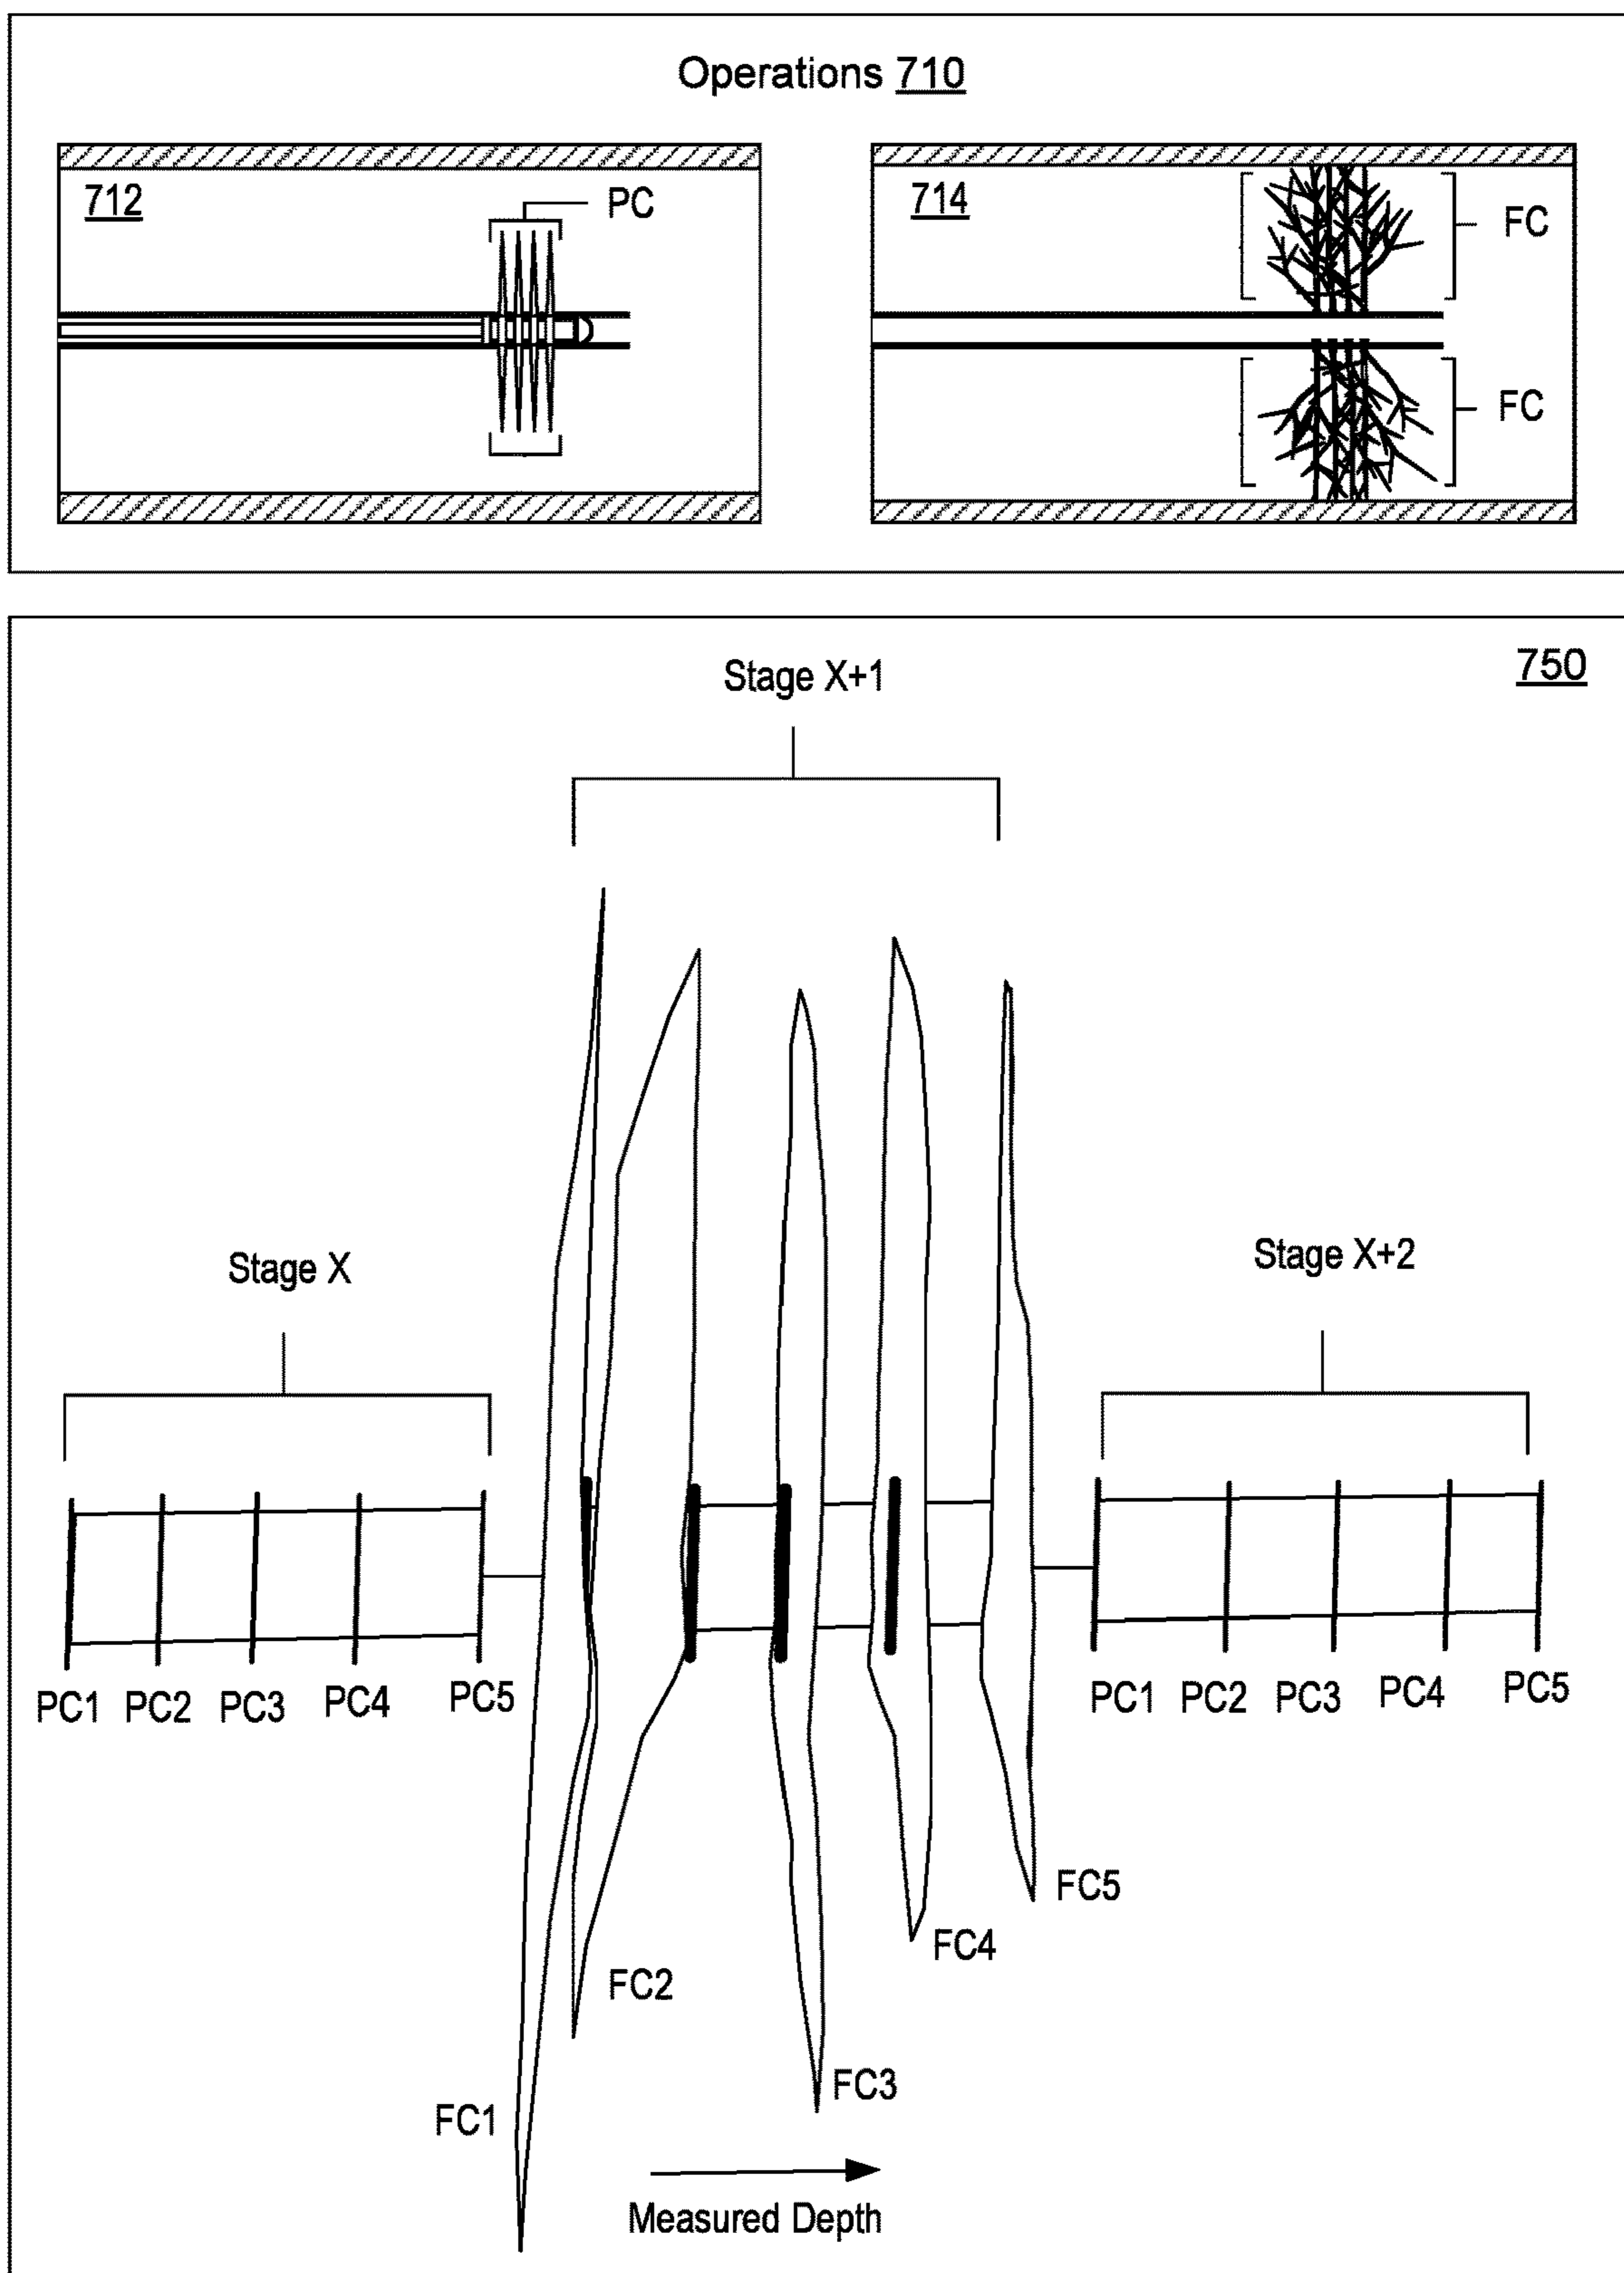 Operations 710
712
PC
714
FC
FC
750
Stage X+1
Stage X
Stage X+2
PC1 PC2 PC3 PC4 PC5
PC1 PC2 PC3 PC4 PC5
FC5
FC4
FC2
FC3
FC1
Measured Depth